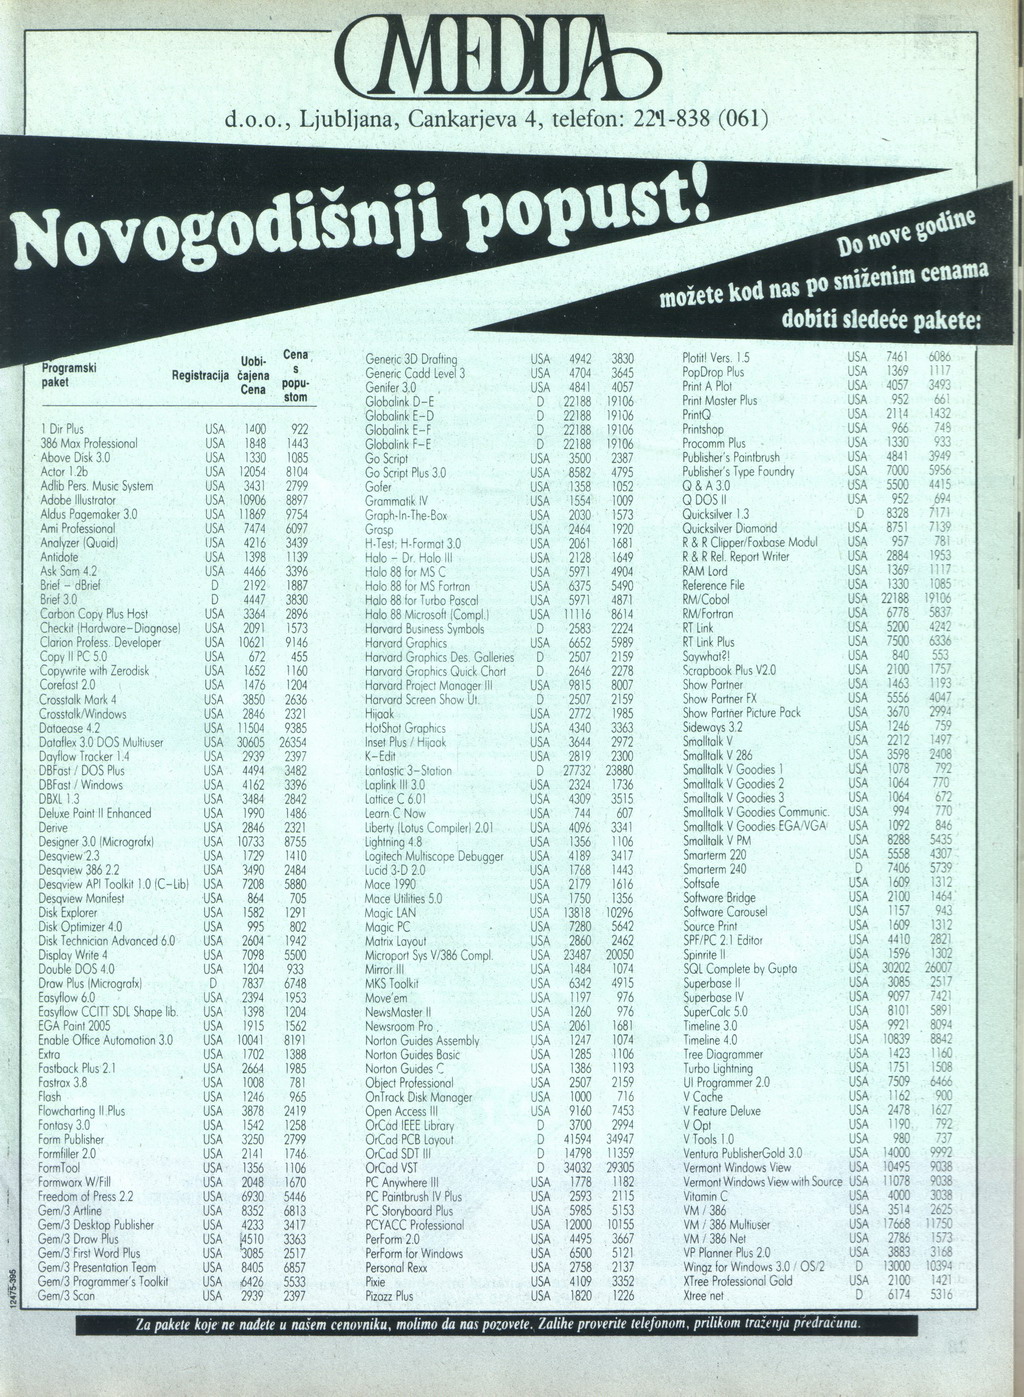 MEDIJA
d.o.o., Ljubljana, Cankarjeva 4, telefon: 221-838 (061)
Novogodišnji popust!
Do nove godine
možete kod nas po sniženim cenama
dobiti sledeće pakete:
Programski paket Registracija Uobičajena Cena Cena s popustom
1 Dir Plus USA 1400 922
386 Max Professional USA 1848 1443
Above Disk 3.0 USA 1330 1085
Actor 1.2b USA 12054 8104
Adlib Pers. Music System USA 3431 2799
Adobe Illustrator USA 10906 8897
Aldus Pagemaker 3.0 USA 11869 9754
Ami Professional USA 7474 6097
Analyzer (Quaid) USA 4216 3439
Antidote USA 1398 1139
Ask Sam 4.2 USA 4466 3396
Brief – dBrief D 2192 1887
Brief 3.0 D 4447 3830
Carbon Copy Plus Host USA 3364 2896
Checkit (Hardware–Diagnose) USA 2091 1573
Clarion Profess. Developer USA 10621 9146
Copy II PC 5.0 USA 672 455
Copywrite with Zerodisk USA 1652 1160
Corefast 2.0 USA 1476 1204
Crosstalk Mark 4 USA 3850 2636
Crosstalk/Windows USA 2846 2321
Dataease 4.2 USA 11504 9385
Dataflex 3.0 DOS Multiuser USA 30605 26354
Dayflow Tracker 1.4 USA 2939 2397
DBFast / DOS Plus USA 4494 3482
DBFast / Windows USA 4162 3396
DBXL 1.3 USA 3484 2842
Deluxe Paint II Enhanced USA 1990 1486
Derive USA 2846 2321
Designer 3.0 (Micrografx) USA 10733 8755
Desqview 2.3 USA 1729 1410
Desqview 386 2.2 USA 3490 2484
Desqview API Toolkit 1.0 (C–Lib) USA 7208 5880
Desqview Manifest USA 864 705
Disk Explorer USA 1582 1291
Disk Optimizer 4.0 USA 995 802
Disk Technician Advanced 6.0 USA 2604 1942
Display Write 4 USA 7098 5500
Double DOS 4.0 USA 1204 933
Draw Plus (Micrografx) D 7837 6748
Easyflow 6.0 USA 2394 1953
Easyflow CCITT SDL Shape lib. USA 1398 1204
EGA Paint 2005 USA 1915 1562
Enable Office Automation 3.0 USA 10041 8191
Extra USA 1702 1388
Fastback Plus 2.1 USA 2664 1985
Fastrax 3.8 USA 1008 781
Flash USA 1246 965
Flowcharting II Plus USA 3878 2419
Fontasy 3.0 USA 1542 1258
Form Publisher USA 3250 2799
Formfiller 2.0 USA 2141 1746
FormTool USA 1356 1106
Formworx W/Fill USA 2048 1670
Freedom of Press 2.2 USA 6930 5446
Gem/3 Artline USA 8352 6813
Gem/3 Desktop Publisher USA 4233 3417
Gem/3 Draw Plus USA 4510 3363
Gem/3 First Word Plus USA 3085 2517
Gem/3 Presentation Team USA 8405 6857
Gem/3 Programmer's Toolkit USA 6426 5533
Gem/3 Scan USA 2939 2397
Generic 3D Drafting USA 4942 3830
Generic Cadd Level 3 USA 4704 3645
Genifer 3.0 USA 4841 4057
Globalink D–E D 22188 19106
Globalink E–D D 22188 19106
Globalink E–F D 22188 19106
Globalink F–E D 22188 19106
Go Script USA 3500 2387
Go Script Plus 3.0 USA 8582 4795
Gofer USA 1358 1052
Grammatik IV USA 1554 1009
Graph-In-The-Box USA 2030 1573
Grasp USA 2464 1920
H-Test; H-Format 3.0 USA 2061 1681
Halo – Dr. Halo III USA 2128 1649
Halo 88 for MS C USA 5971 4904
Halo 88 for MS Fortran USA 6375 5490
Halo 88 for Turbo Pascal USA 5971 4871
Halo 88 Microsoft (Compl.) USA 11116 8614
Harvard Business Symbols D 2583 2224
Harvard Graphics USA 6652 5989
Harvard Graphics Des. Galleries D 2507 2159
Harvard Graphics Quick Chart D 2646 2278
Harvard Project Manager III USA 9815 8007
Harvard Screen Show Ut. D 2507 2159
Hijaak USA 2772 1985
HotShot Graphics USA 4340 3363
Inset Plus / Hijaak USA 3644 2972
K–Edit USA 2819 2300
Lantastic 3–Station D 27732 23880
Laplink III 3.0 USA 2324 1736
Lattice C 6.01 USA 4309 3515
Learn C Now USA 744 607
Liberty (Lotus Compiler) 2.01 USA 4096 3341
Lightning 4.8 USA 1356 1106
Logitech Multiscope Debugger USA 4189 3417
Lucid 3-D 2.0 USA 1768 1443
Mace 1990 USA 2179 1616
Mace Utilities 5.0 USA 1750 1356
Magic LAN USA 13818 10296
Magic PC USA 7280 5642
Matrix Layout USA 2860 2462
Microport Sys V/386 Compl. USA 23487 20050
Mirror III USA 1484 1074
MKS Toolkit USA 6342 4915
Move'em USA 1197 976
NewsMaster II USA 1260 976
Newsroom Pro USA 2061 1681
Norton Guides Assembly USA 1247 1074
Norton Guides Basic USA 1285 1106
Norton Guides C USA 1386 1193
Object Professional USA 2507 2159
OnTrack Disk Manager USA 1000 716
Open Access III USA 9160 7453
OrCad IEEE Library D 3700 2994
OrCad PCB Layout D 41594 34947
OrCad SDT III D 14798 11359
OrCad VST D 34032 29305
PC Anywhere III USA 1778 1182
PC Paintbrush IV Plus USA 2593 2115
PC Storyboard Plus USA 5985 5153
PCYACC Professional USA 12000 10155
PerForm 2.0 USA 4495 3667
PerForm for Windows USA 6500 5121
Personal Rexx USA 2758 2137
Pixie USA 4109 3352
Pizazz Plus USA 1820 1226
Plotit! Vers. 1.5 USA 7461 6086
PopDrop Plus USA 1369 1117
Print A Plot USA 4057 3493
Print Master Plus USA 952 661
PrintQ USA 2114 1432
Printshop USA 966 748
Procomm Plus USA 1330 933
Publisher's Paintbrush USA 4841 3949
Publisher's Type Foundry USA 7000 5956
Q & A 3.0 USA 5500 4415
Q DOS II USA 952 694
Quicksilver 1.3 D 8328 7171
Quicksilver Diamond USA 8751 7139
R & R Clipper/Foxbase Modul USA 957 781
R & R Rel. Report Writer USA 2884 1953
RAM Lord USA 1369 1117
Reference File USA 1330 1085
RM/Cobol USA 22188 19106
RM/Fortran USA 6778 5837
RT Link USA 5200 4242
RT Link Plus USA 7500 6336
Saywhat?! USA 840 553
Scrapbook Plus V2.0 USA 2100 1757
Show Partner USA 1463 1193
Show Partner FX USA 5556 4047
Show Partner Picture Pack USA 3670 2994
Sideways 3.2 USA 1246 759
Smalltalk V USA 2212 1497
Smalltalk V 286 USA 3598 2408
Smalltalk V Goodies 1 USA 1078 792
Smalltalk V Goodies 2 USA 1064 770
Smalltalk V Goodies 3 USA 1064 672
Smalltalk V Goodies Communic. USA 994 770
Smalltalk V Goodies EGA/VGA USA 1092 846
Smalltalk V PM USA 8288 5435
Smarterm 220 USA 5558 4307
Smarterm 240 D 7406 5739
Softsafe USA 1609 1312
Software Bridge USA 2100 1464
Software Carousel USA 1157 943
Source Print USA 1609 1312
SPF/PC 2.1 Editor USA 4410 2821
Spinrite II USA 1596 1302
SQL Complete by Gupta USA 30202 26007
Superbase II USA 3085 2517
Superbase IV USA 9097 7421
SuperCalc 5.0 USA 8101 5891
Timeline 3.0 USA 9921 8094
Timeline 4.0 USA 10839 8842
Tree Diagrammer USA 1423 1160
Turbo Lightning USA 1751 1508
UI Programmer 2.0 USA 7509 6466
V Cache USA 1162 900
V Feature Deluxe USA 2478 1627
V Opt USA 1190 792
V Tools 1.0 USA 980 737
Ventura PublisherGold 3.0 USA 14000 9992
Vermont Windows View USA 10495 9038
Vermont Windows View with Source USA 11078 9038
Vitamin C USA 4000 3038
VM / 386 USA 3514 2625
VM / 386 Multiuser USA 17668 11750
VM / 386 Net USA 2786 1573
VP Planner Plus 2.0 USA 3883 3168
Wingz for Windows 3.0 / OS/2 D 13000 10394
XTree Professional Gold USA 2100 1421
Xtree net D 6174 5316
12475-395
Za pakete koje ne nađete u našem cenovniku, molimo da nas pozovete. Zalihe proverite telefonom, prilikom traženja predračuna.